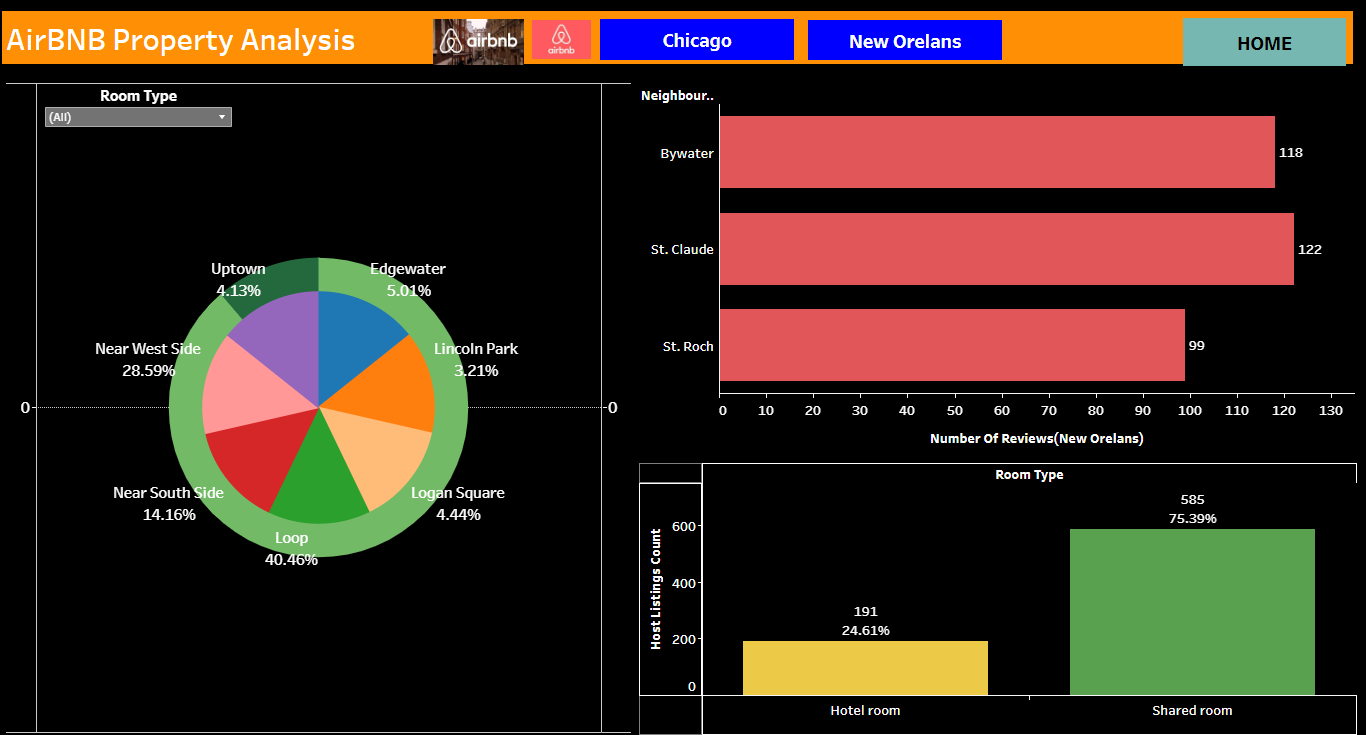 AirBNB Property Analysis
airbnb
airbnb
Chicago
New Orelans
HOME
Room Type
(All)
Uptown
4.13%
Edgewater
5.01%
Near West Side
28.59%
Lincoln Park
3.21%
0
0
Near South Side
14.16%
Logan Square
4.44%
Loop
40.46%
Neighbour..
Bywater
118
St. Claude
122
St. Roch
99
0 10 20 30 40 50 60 70 80 90 100 110 120 130
Number Of Reviews(New Orelans)
Room Type
Host Listings Count
600
400
200
0
191
24.61%
585
75.39%
Hotel room
Shared room